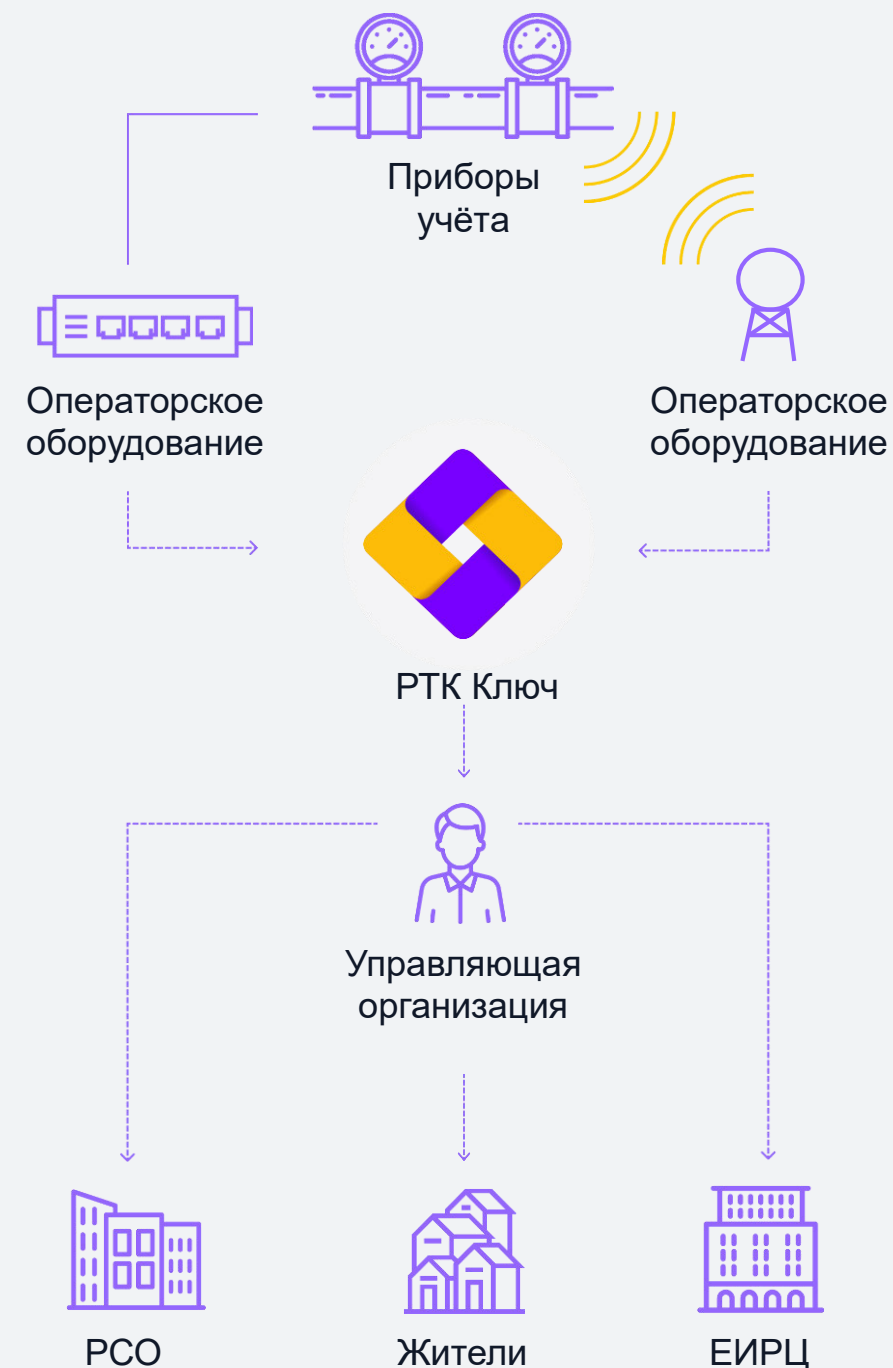 Приборы
учёта
Операторское
оборудование
Операторское
оборудование
РТК Ключ
Управляющая
организация
РСО
Жители
ЕИРЦ